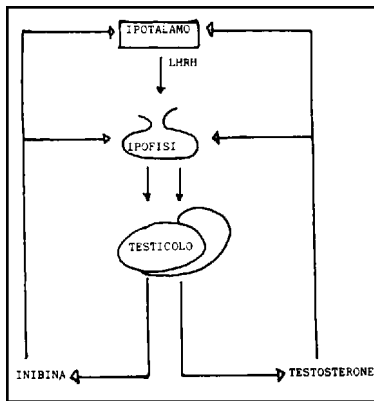 IPOTALAMO
LHRH
IPOFISI
TESTICOLO
INIBINA
TESTOSTERONE